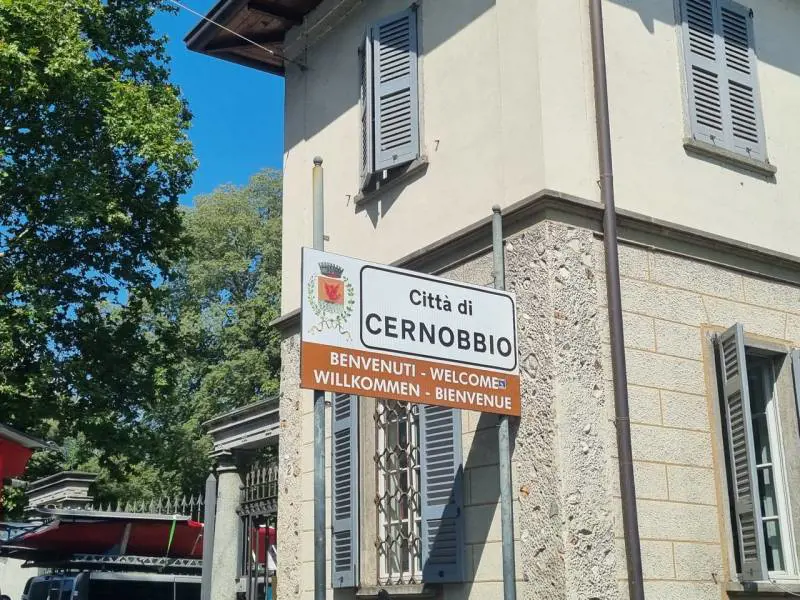 Città di
CERNOBBIO
BENVENUTI - WELCOME
WILLKOMMEN - BIENVENUE